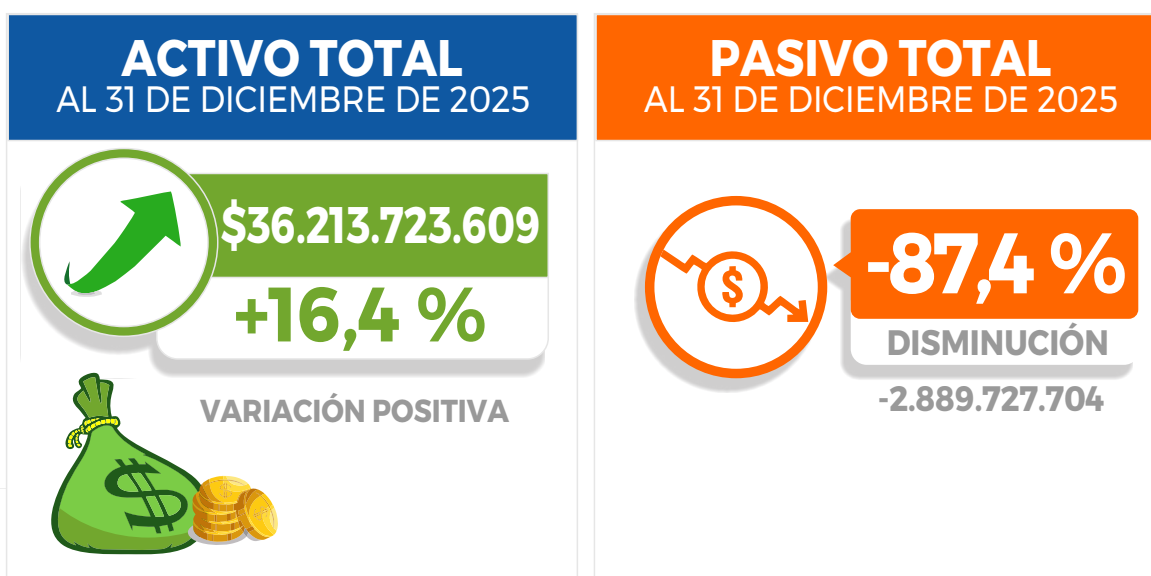 ACTIVO TOTAL
AL 31 DE DICIEMBRE DE 2025
$36.213.723.609
+16,4 %
VARIACIÓN POSITIVA
$
PASIVO TOTAL
AL 31 DE DICIEMBRE DE 2025
$
-87,4 %
DISMINUCIÓN
-2.889.727.704